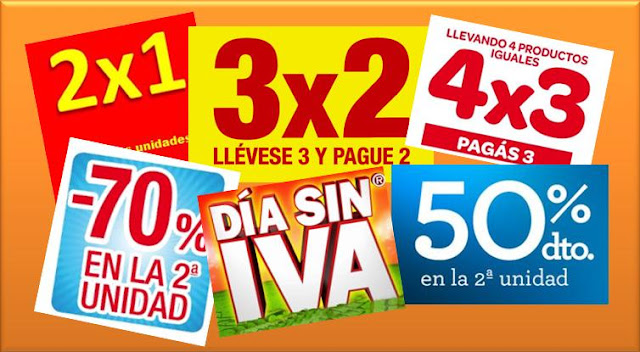 2x1
unidades
3x2
LLÉVESE 3 Y PAGUE 2
LLEVANDO 4 PRODUCTOS
IGUALES
4x3
PAGÁS 3
-70%
EN LA 2ª
UNIDAD
DÍA SIN®
IVA
50%
dto.
en la 2ª unidad